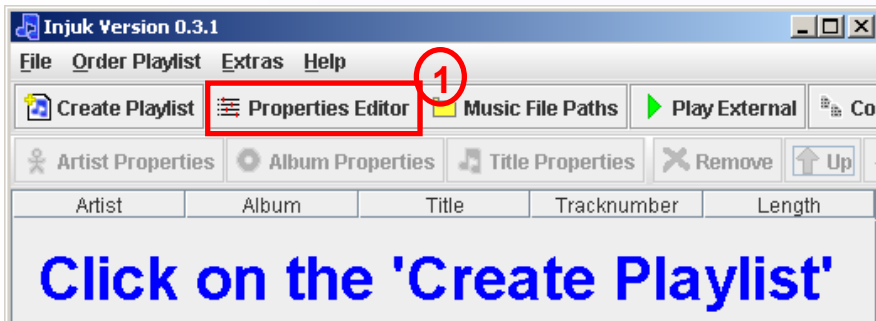 Injuk Version 0.3.1
File Order Playlist Extras Help
1
Create Playlist Properties Editor Music File Paths Play External Co
Artist Properties Album Properties Title Properties Remove Up
Artist Album Title Tracknumber Length
Click on the 'Create Playlist'